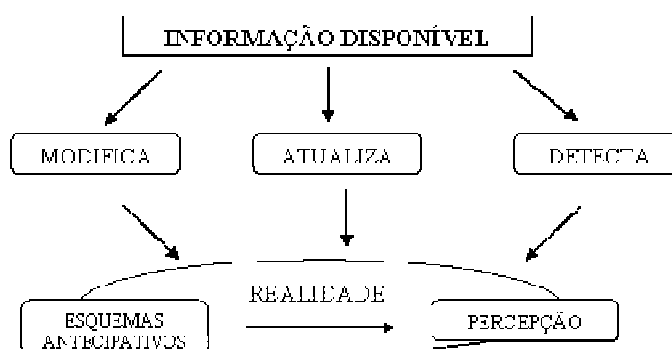 INFORMAÇÃO DISPONÍVEL
MODIFICA
ATUALIZA
DETECTA
REALIDADE
ESQUEMAS
ANTECIPATIVOS
PERCEPÇÃO